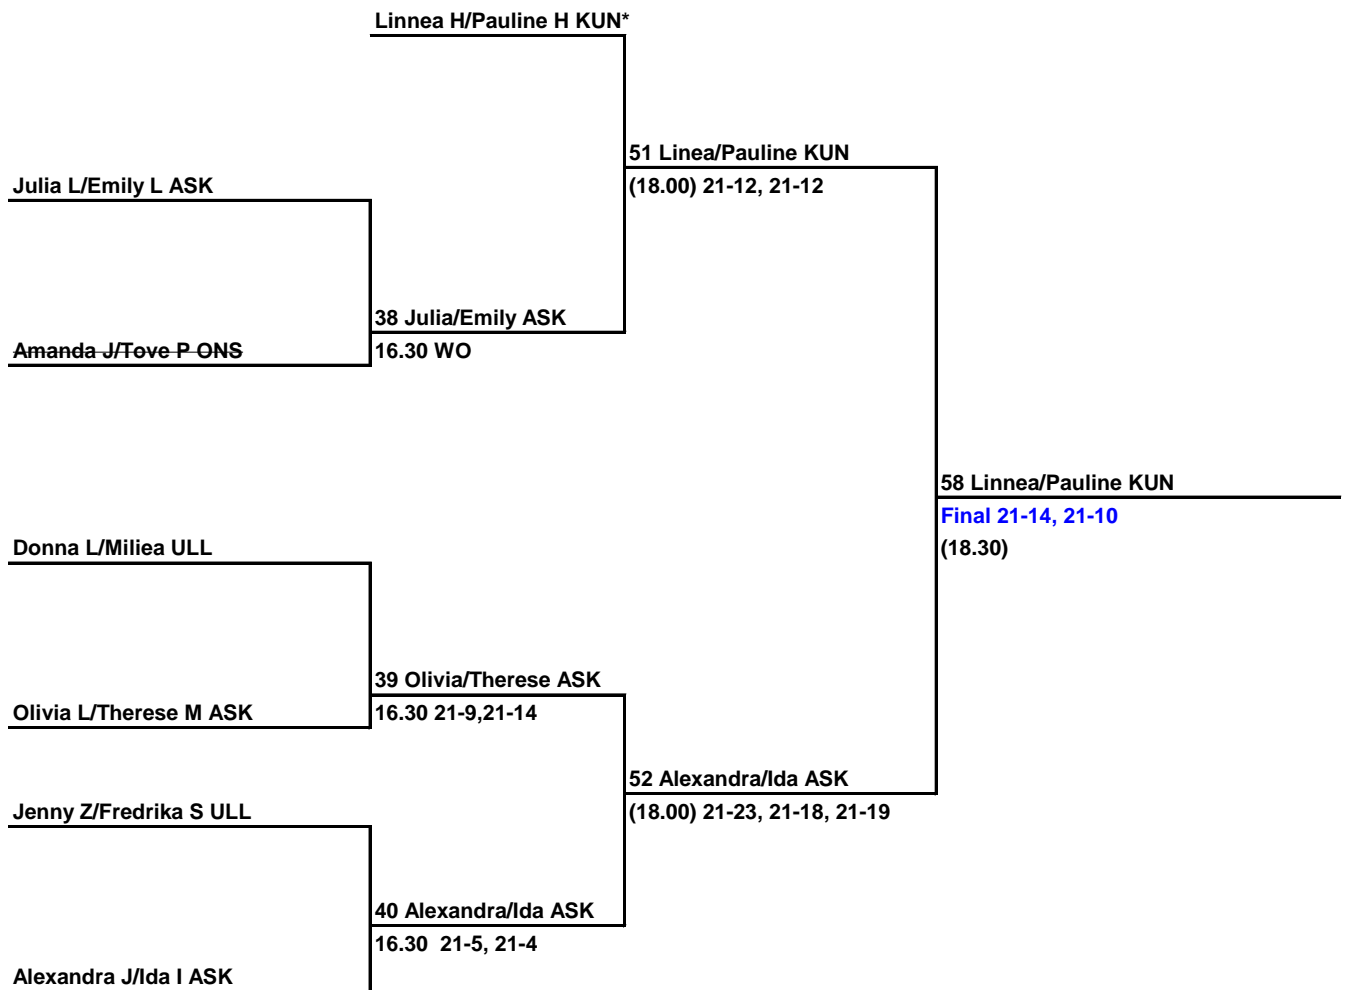 Linnea H/Pauline H KUN*
51 Linea/Pauline KUN
Julia L/Emily L ASK
(18.00) 21-12, 21-12
38 Julia/Emily ASK
Amanda J/Tove P ONS
16.30 WO
58 Linnea/Pauline KUN
Final 21-14, 21-10
Donna L/Miliea ULL
(18.30)
39 Olivia/Therese ASK
Olivia L/Therese M ASK
16.30 21-9,21-14
52 Alexandra/Ida ASK
Jenny Z/Fredrika S ULL
(18.00) 21-23, 21-18, 21-19
40 Alexandra/Ida ASK
16.30  21-5, 21-4
Alexandra J/Ida I ASK